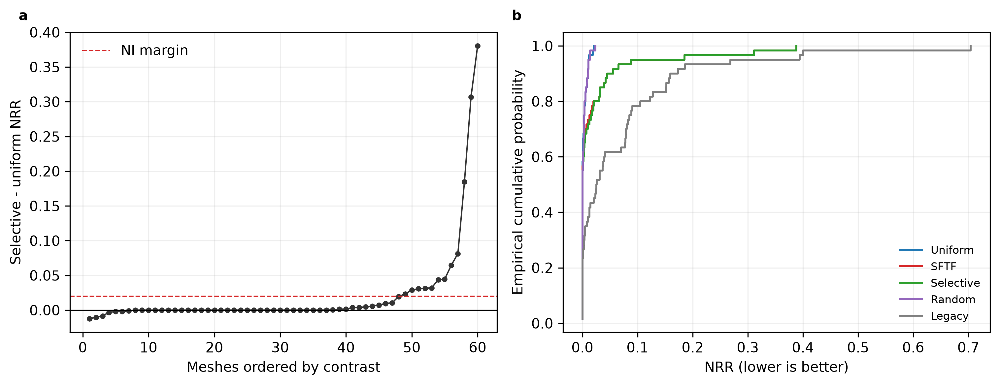 a
0.40
0.35
0.30
0.25
0.20
0.15
0.10
0.05
0.00
Selective - uniform NRR
NI margin
0 10 20 30 40 50 60
Meshes ordered by contrast
b
1.0
0.8
0.6
0.4
0.2
0.0
Empirical cumulative probability
Uniform
SFTF
Selective
Random
Legacy
0.0 0.1 0.2 0.3 0.4 0.5 0.6 0.7
NRR (lower is better)